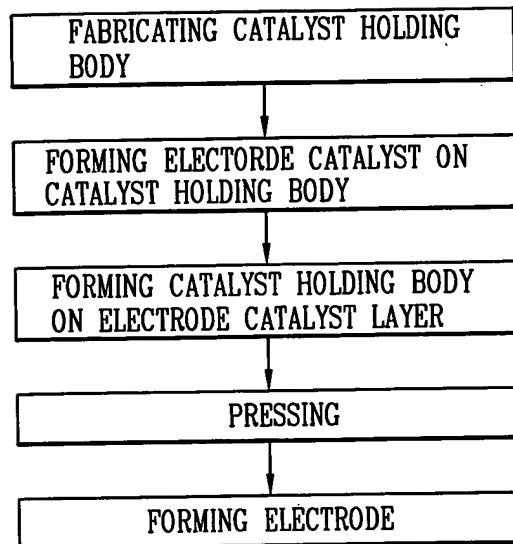 FABRICATING CATALYST HOLDING
BODY
FORMING ELECTORDE CATALYST ON
CATALYST HOLDING BODY
FORMING CATALYST HOLDING BODY
ON ELECTRODE CATALYST LAYER
PRESSING
FORMING ELECTRODE